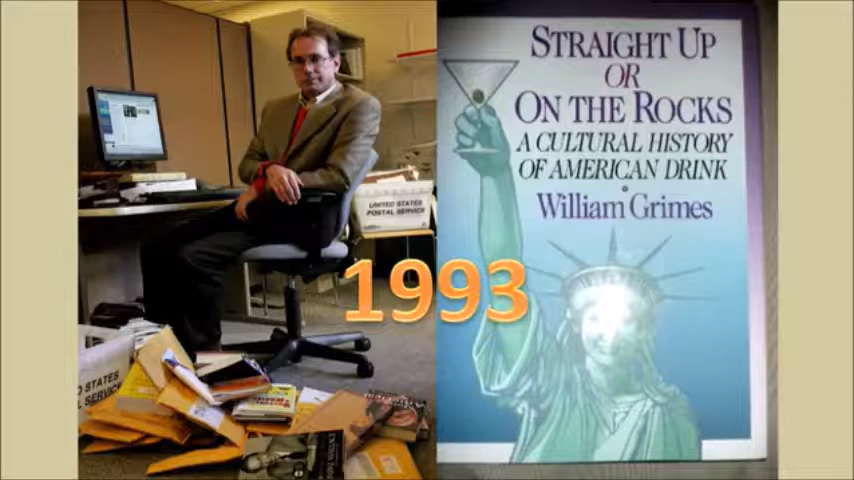 STRAIGHT UP
OR
ON THE ROCKS
A CULTURAL HISTORY
OF AMERICAN DRINK
William Grimes
UNITED STATES
POSTAL SERVICE
1993
STATES
SERVICE